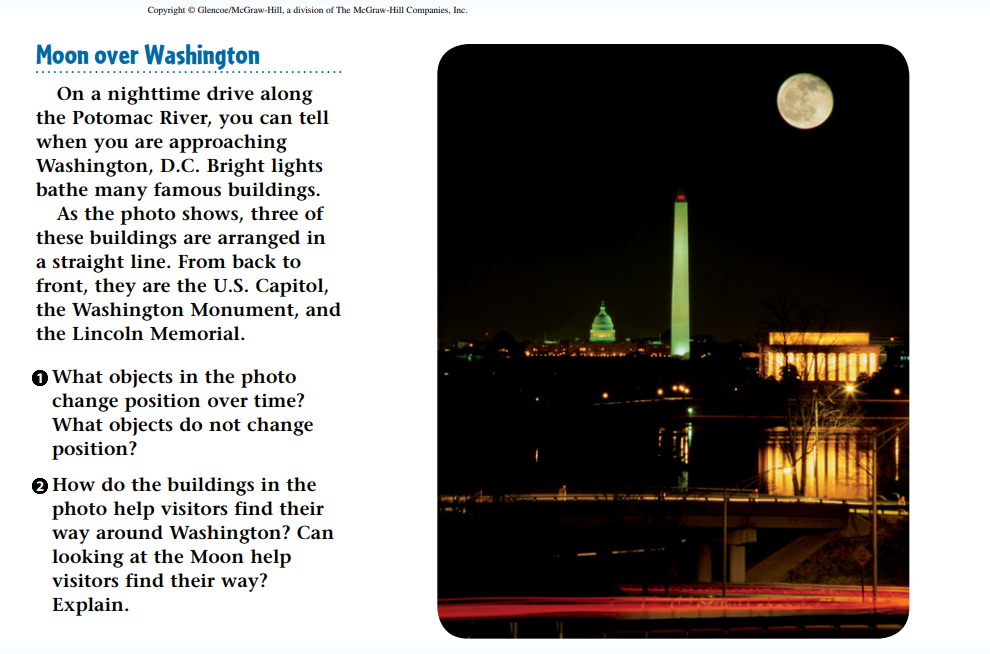 Copyright © Glencoe/McGraw-Hill, a division of The McGraw-Hill Companies, Inc.
Moon over Washington
On a nighttime drive along
the Potomac River, you can tell
when you are approaching
Washington, D.C. Bright lights
bathe many famous buildings.
As the photo shows, three of
these buildings are arranged in
a straight line. From back to
front, they are the U.S. Capitol,
the Washington Monument, and
the Lincoln Memorial.
1 What objects in the photo
change position over time?
What objects do not change
position?
2 How do the buildings in the
photo help visitors find their
way around Washington? Can
looking at the Moon help
visitors find their way?
Explain.